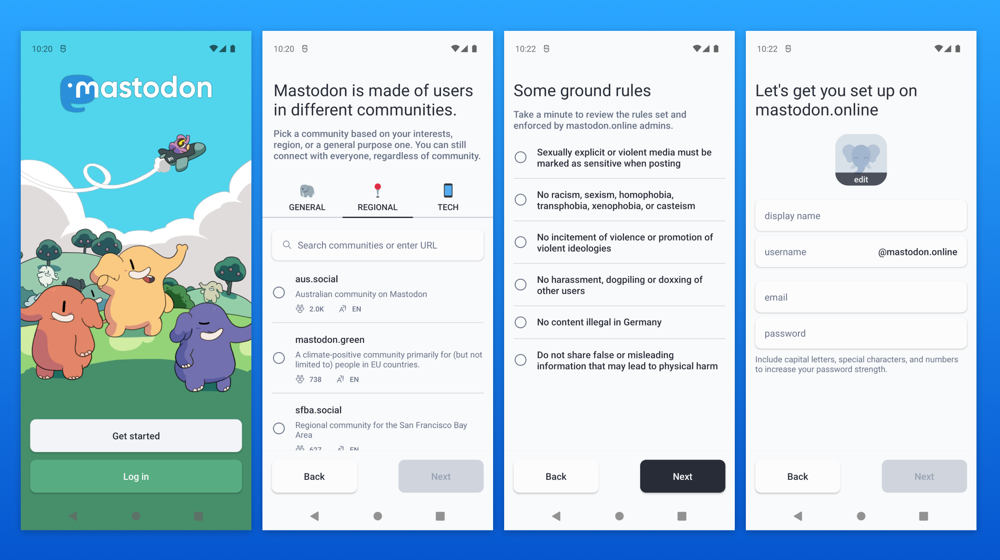 10:20
mastodon
Get started
Log in
10:20
Mastodon is made of users
in different communities.
Pick a community based on your interests,
region, or a general purpose one. You can still
connect with everyone, regardless of community.
GENERAL
REGIONAL
TECH
Search communities or enter URL
aus.social
Australian community on Mastodon
2.0K EN
mastodon.green
A climate-positive community primarily for (but not
limited to) people in EU countries.
738 EN
sfba.social
Regional community for the San Francisco Bay
Area
627 EN
Back
Next
10:22
Some ground rules
Take a minute to review the rules set and
enforced by mastodon.online admins.
Sexually explicit or violent media must be
marked as sensitive when posting
No racism, sexism, homophobia,
transphobia, xenophobia, or casteism
No incitement of violence or promotion of
violent ideologies
No harassment, dogpiling or doxxing of
other users
No content illegal in Germany
Do not share false or misleading
information that may lead to physical harm
Back
Next
10:22
Let's get you set up on
mastodon.online
edit
display name
username @mastodon.online
email
password
Include capital letters, special characters, and numbers
to increase your password strength.
Back
Next